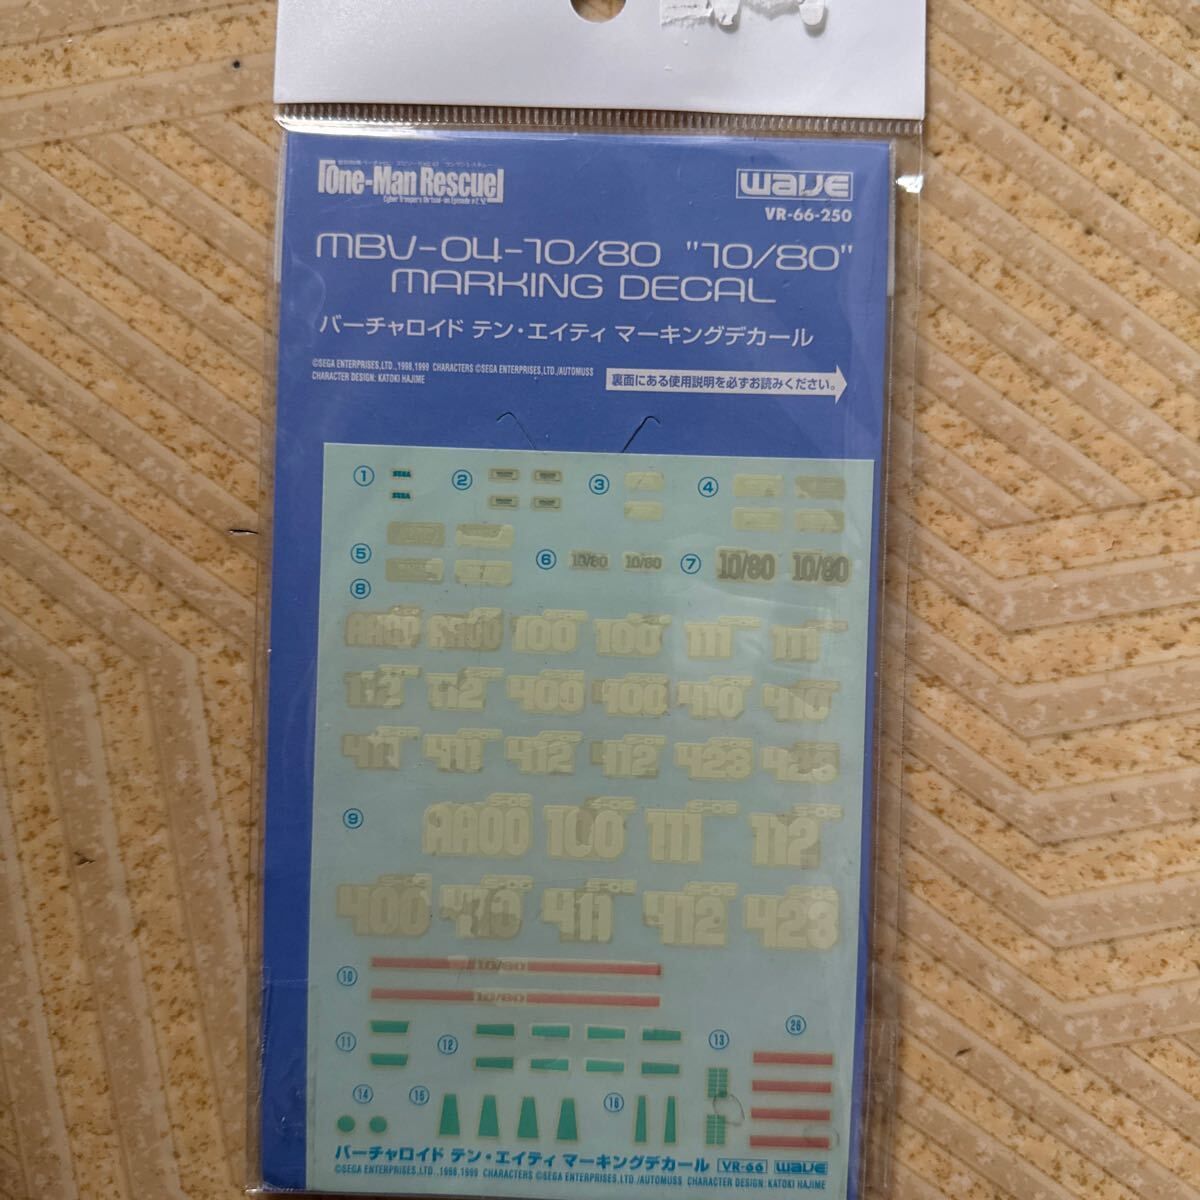 One-Man Rescue
Cyber Troopers Virtual-on Episode
wave
VR-66-250
MBV-04-10/80 "10/80"
MARKING DECAL
バーチャロイド テン・エイティ マーキングデカール
©SEGA ENTERPRISES,LTD.,1998,1999 CHARACTERS ©SEGA ENTERPRISES,LTD./AUTOMUSS
CHARACTER DESIGN: KATOKI HAJIME
裏面にある使用説明を必ずお読みください。
① SEGA ② ③ ④
SEGA
⑤ ⑥ 10/80 10/80 ⑦ 10/80 10/80
⑧
AA00 AA00 100 100 111 111
112 112 400 400 410 410
411 411 412 412 423 423
⑨ AA00 100 111 112
400 413 411 412 423
⑩ 10/80
10/80
⑪ ⑫ ⑬ 26
⑭ ⑮ ⑯
バーチャロイド テン・エイティ マーキングデカール VR-66 wave
©SEGA ENTERPRISES,LTD.,1998,1999 CHARACTERS ©SEGA ENTERPRISES,LTD./AUTOMUSS CHARACTER DESIGN: KATOKI HAJIME